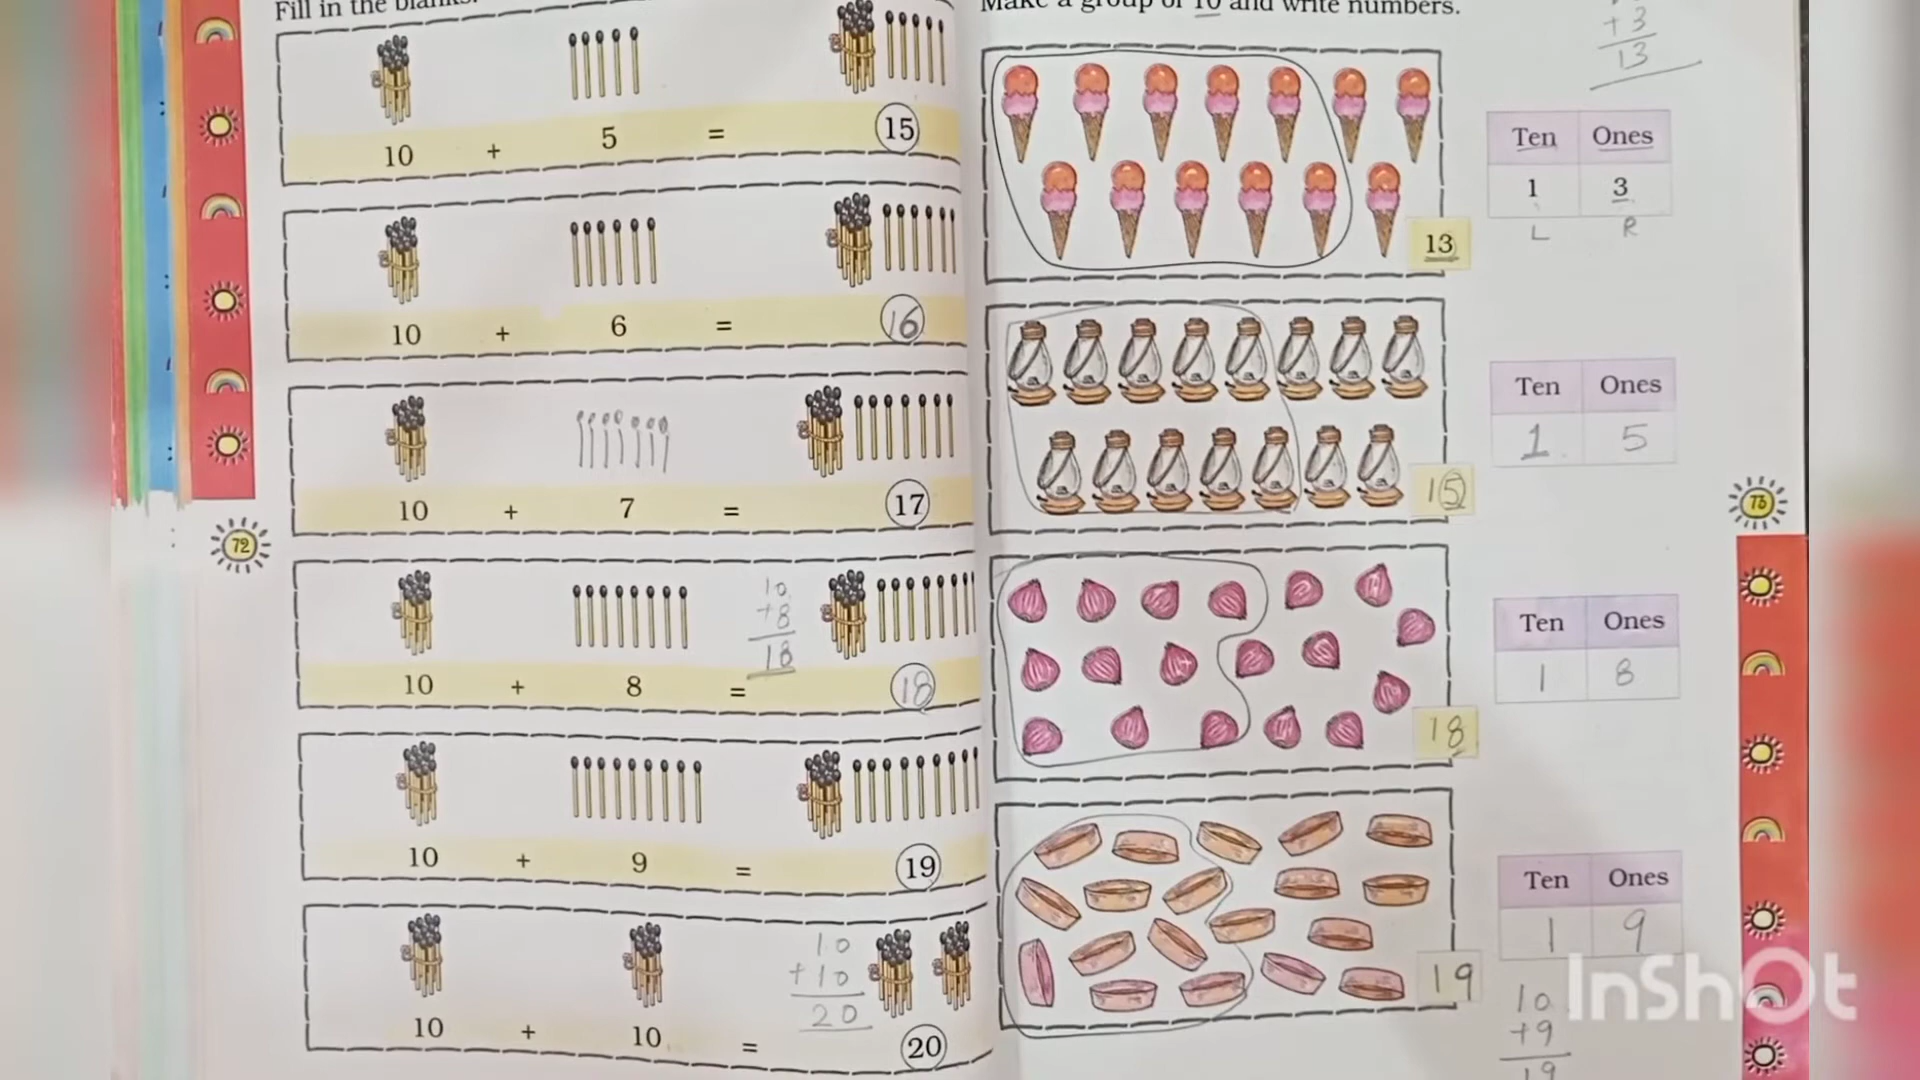 Fill in the blanks.
10 + 5 = 15
10 + 6 = 16
10 + 7 = 17
10
+8
18
10 + 8 = 18
10 + 9 = 19
10
+10
20
10 + 10 = 20
72
Make a group of 10 and write numbers.
+3
13
Ten Ones
1 3
L R
13
Ten Ones
1 5
15
73
Ten Ones
1 8
18
Ten Ones
1 9
19
10
+9
19
InShOt